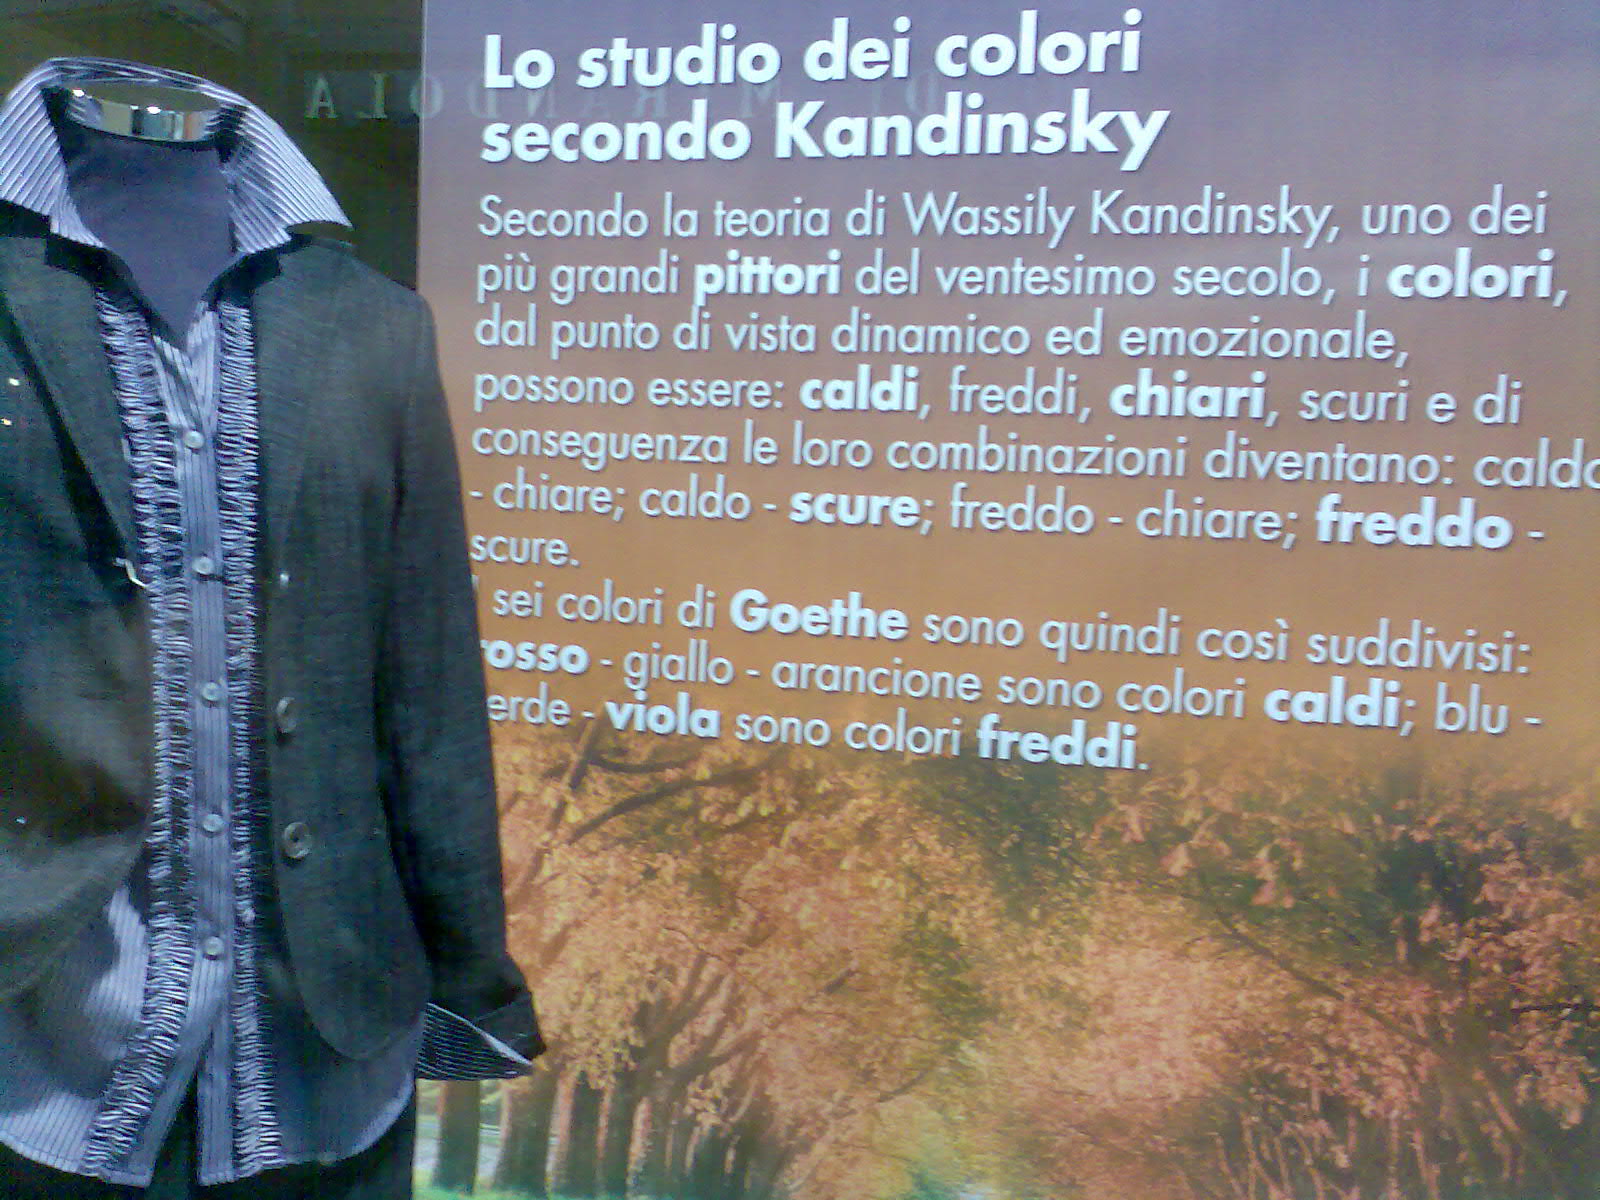 Lo studio dei colori
secondo Kandinsky
Secondo la teoria di Wassily Kandinsky, uno dei
più grandi pittori del ventesimo secolo, i colori,
dal punto di vista dinamico ed emozionale,
possono essere: caldi, freddi, chiari, scuri e di
conseguenza le loro combinazioni diventano: caldo
- chiare; caldo - scure; freddo - chiare; freddo -
scure.
I sei colori di Goethe sono quindi così suddivisi:
rosso - giallo - arancione sono colori caldi; blu -
erde - viola sono colori freddi.